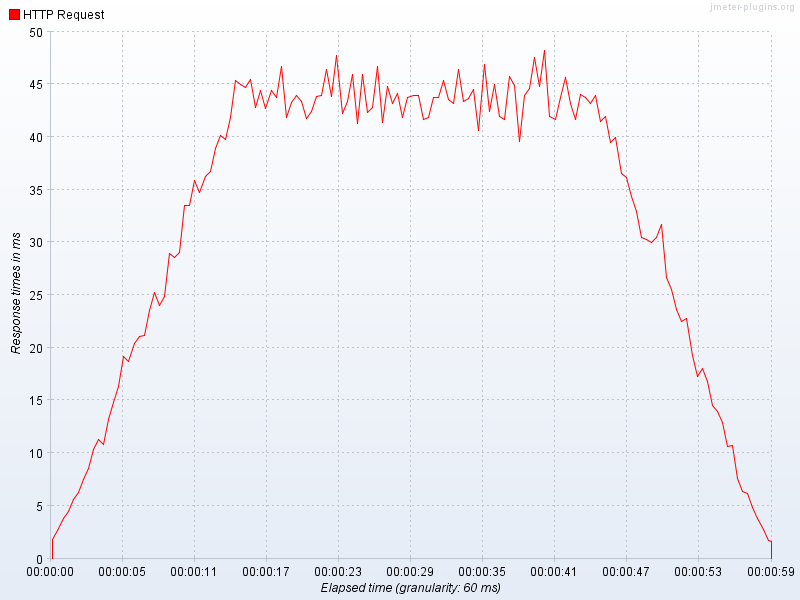 jmeter-plugins.org
HTTP Request
50
45
40
35
30
25
20
15
10
5
0
Response times in ms
00:00:00 00:00:05 00:00:11 00:00:17 00:00:23 00:00:29 00:00:35 00:00:41 00:00:47 00:00:53 00:00:59
Elapsed time (granularity: 60 ms)